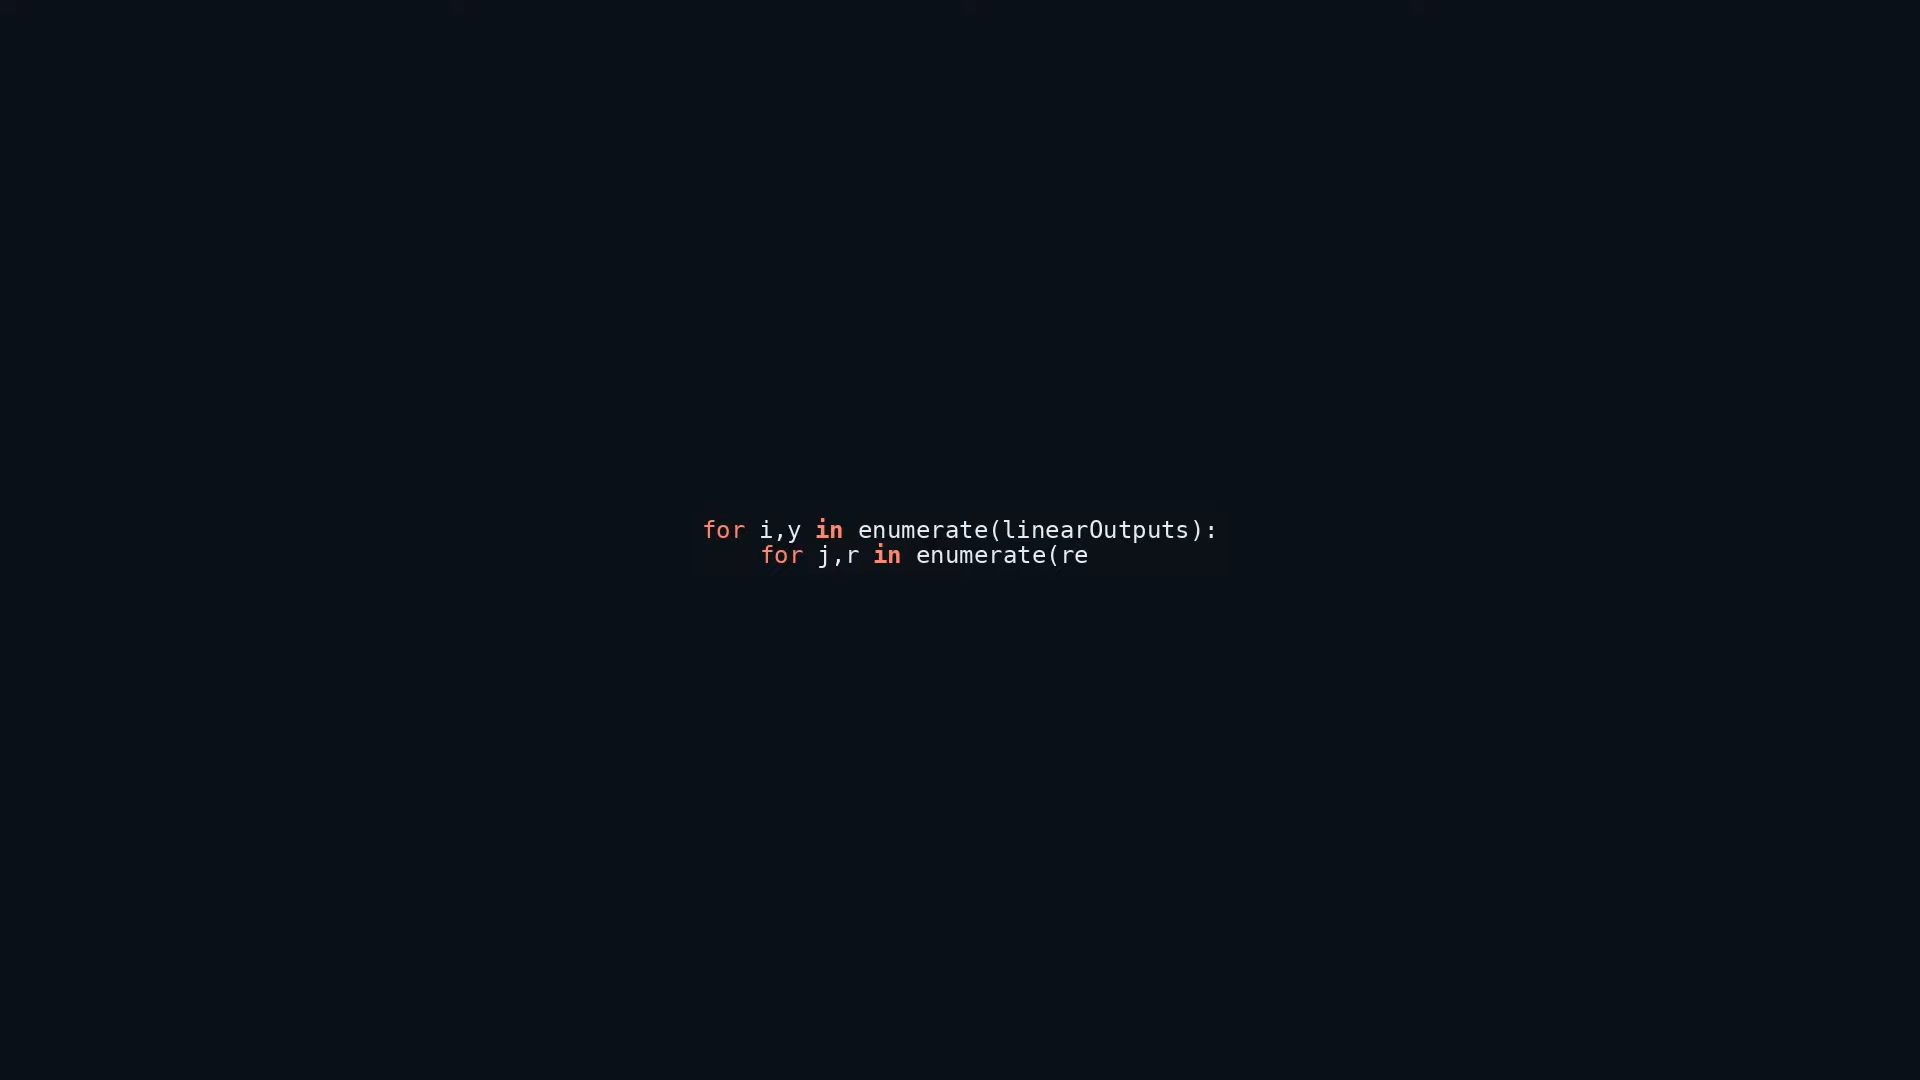 for i,y in enumerate(linearOutputs):
    for j,r in enumerate(re